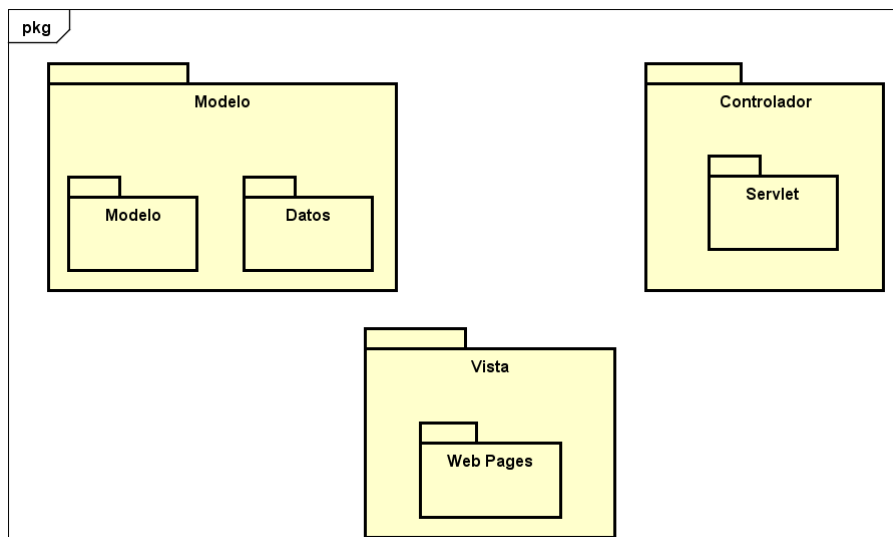 pkg
Modelo
Controlador
Servlet
Modelo
Datos
Vista
Web Pages